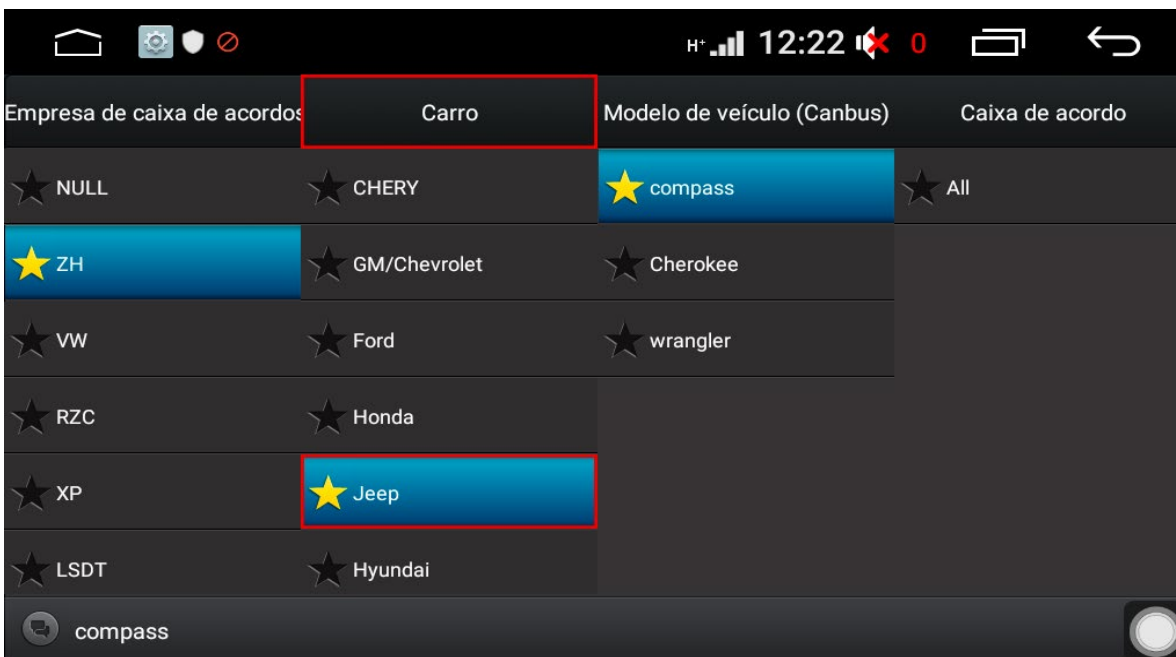 H+ 12:22 0
Empresa de caixa de acordos Carro Modelo de veículo (Canbus) Caixa de acordo
NULL CHERY compass All
ZH GM/Chevrolet Cherokee
VW Ford wrangler
RZC Honda
XP Jeep
LSDT Hyundai
compass